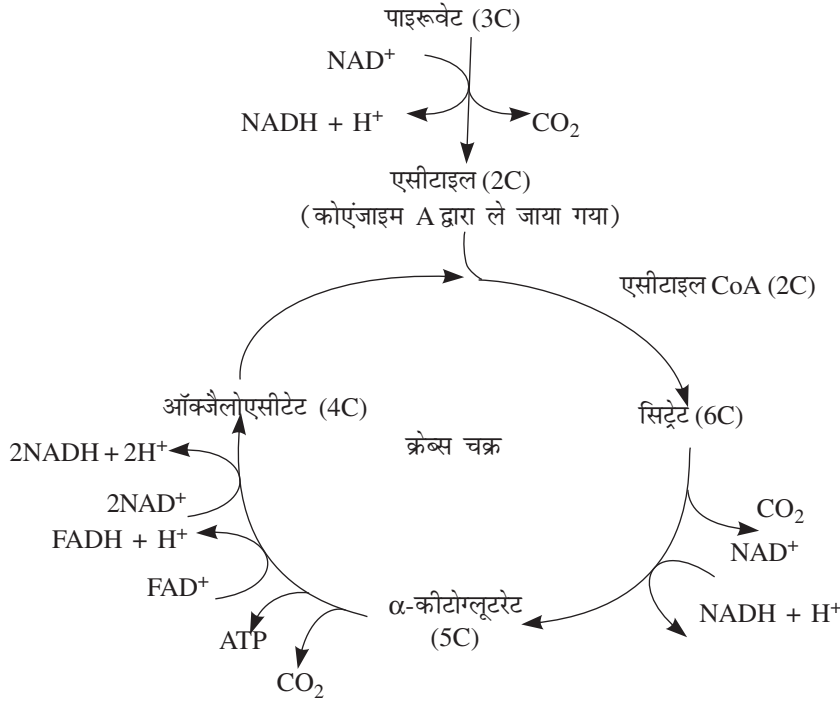 पाइरूवेट (3C)
NAD⁺
NADH + H⁺
CO₂
एसीटाइल (2C)
(कोएंजाइम A द्वारा ले जाया गया)
एसीटाइल CoA (2C)
ऑक्जैलोएसीटेट (4C)
सिट्रेट (6C)
क्रेब्स चक्र
2NADH + 2H⁺
2NAD⁺
FADH + H⁺
FAD⁺
ATP
CO₂
α-कीटोग्लूटरेट
(5C)
CO₂
NAD⁺
NADH + H⁺